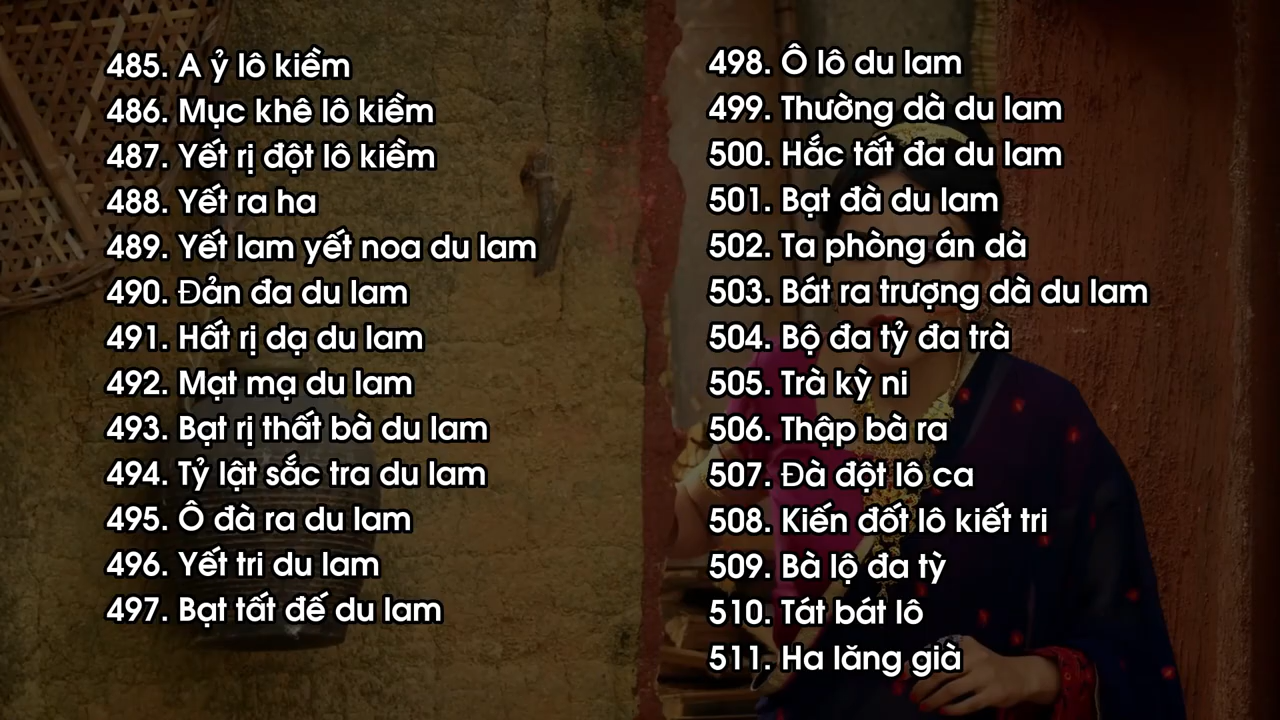 485. A ỷ lô kiềm
486. Mục khê lô kiềm
487. Yết rị đột lô kiềm
488. Yết ra ha
489. Yết lam yết noa du lam
490. Đản đa du lam
491. Hất rị dạ du lam
492. Mạt mạ du lam
493. Bạt rị thất bà du lam
494. Tỷ lật sắc tra du lam
495. Ô đà ra du lam
496. Yết tri du lam
497. Bạt tất đế du lam
498. Ô lô du lam
499. Thường dà du lam
500. Hắc tất đa du lam
501. Bạt đà du lam
502. Ta phòng án dà
503. Bát ra trượng dà du lam
504. Bộ đa tỷ đa trà
505. Trà kỳ ni
506. Thập bà ra
507. Đà đột lô ca
508. Kiến đốt lô kiết tri
509. Bà lộ đa tỳ
510. Tát bát lô
511. Ha lăng già